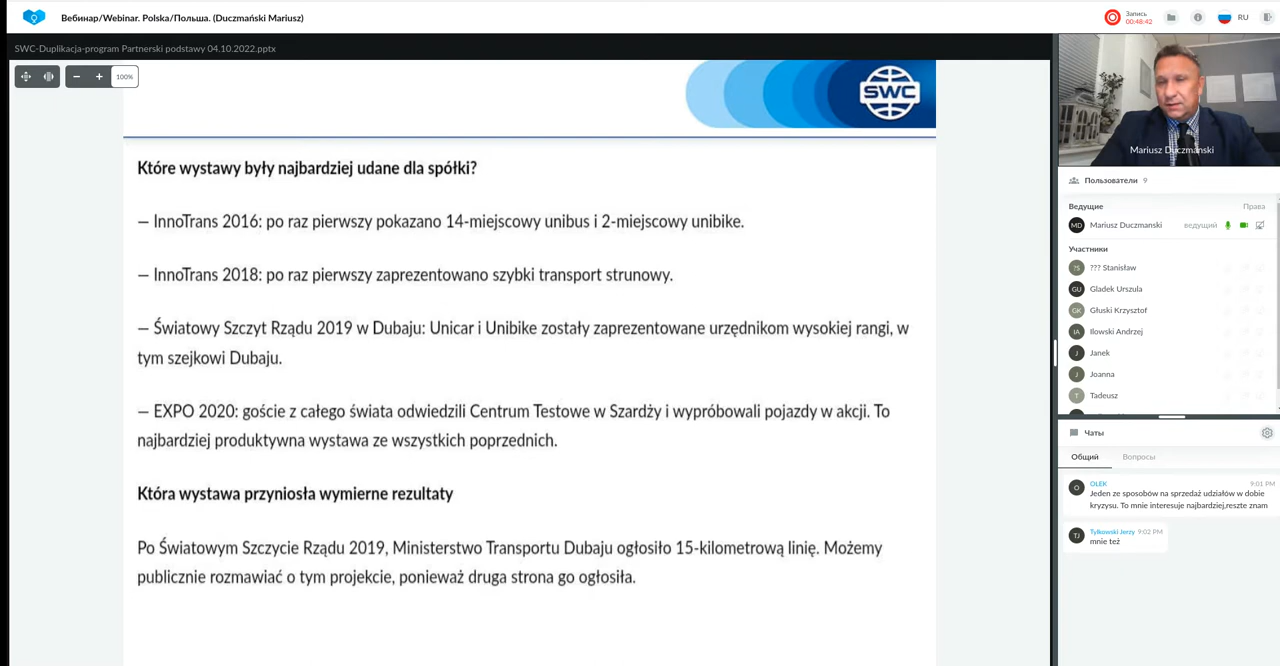 Вебинар/Webinar. Polska/Польша. (Duczmański Mariusz)
Запись
00:48:42
RU
SWC-Duplikacja-program Partnerski podstawy 04.10.2022.pptx
100%
SWC
Które wystawy były najbardziej udane dla spółki?
— InnoTrans 2016: po raz pierwszy pokazano 14-miejscowy unibus i 2-miejscowy unibike.
— InnoTrans 2018: po raz pierwszy zaprezentowano szybki transport strunowy.
— Światowy Szczyt Rządu 2019 w Dubaju: Unicar i Unibike zostały zaprezentowane urzędnikom wysokiej rangi, w
tym szejkowi Dubaju.
— EXPO 2020: goście z całego świata odwiedzili Centrum Testowe w Szardży i wypróbowali pojazdy w akcji. To
najbardziej produktywna wystawa ze wszystkich poprzednich.
Która wystawa przyniosła wymierne rezultaty
Po Światowym Szczycie Rządu 2019, Ministerstwo Transportu Dubaju ogłosiło 15-kilometrową linię. Możemy
publicznie rozmawiać o tym projekcie, ponieważ druga strona go ogłosiła.
Mariusz Duczmanski
Пользователи 9
Ведущие Права
MD Mariusz Duczmanski ведущий
Участники
?S ??? Stanisław
GU Gladek Urszula
GK Głuski Krzysztof
IA Ilowski Andrzej
J Janek
J Joanna
T Tadeusz
Чаты
Общий Вопросы
O OLEK 9:01 PM
Jeden ze sposobów na sprzedaż udziałów w dobie
kryzysu. To mnie interesuje najbardziej,reszte znam
TJ Tylkowski Jerzy 9:02 PM
mnie też